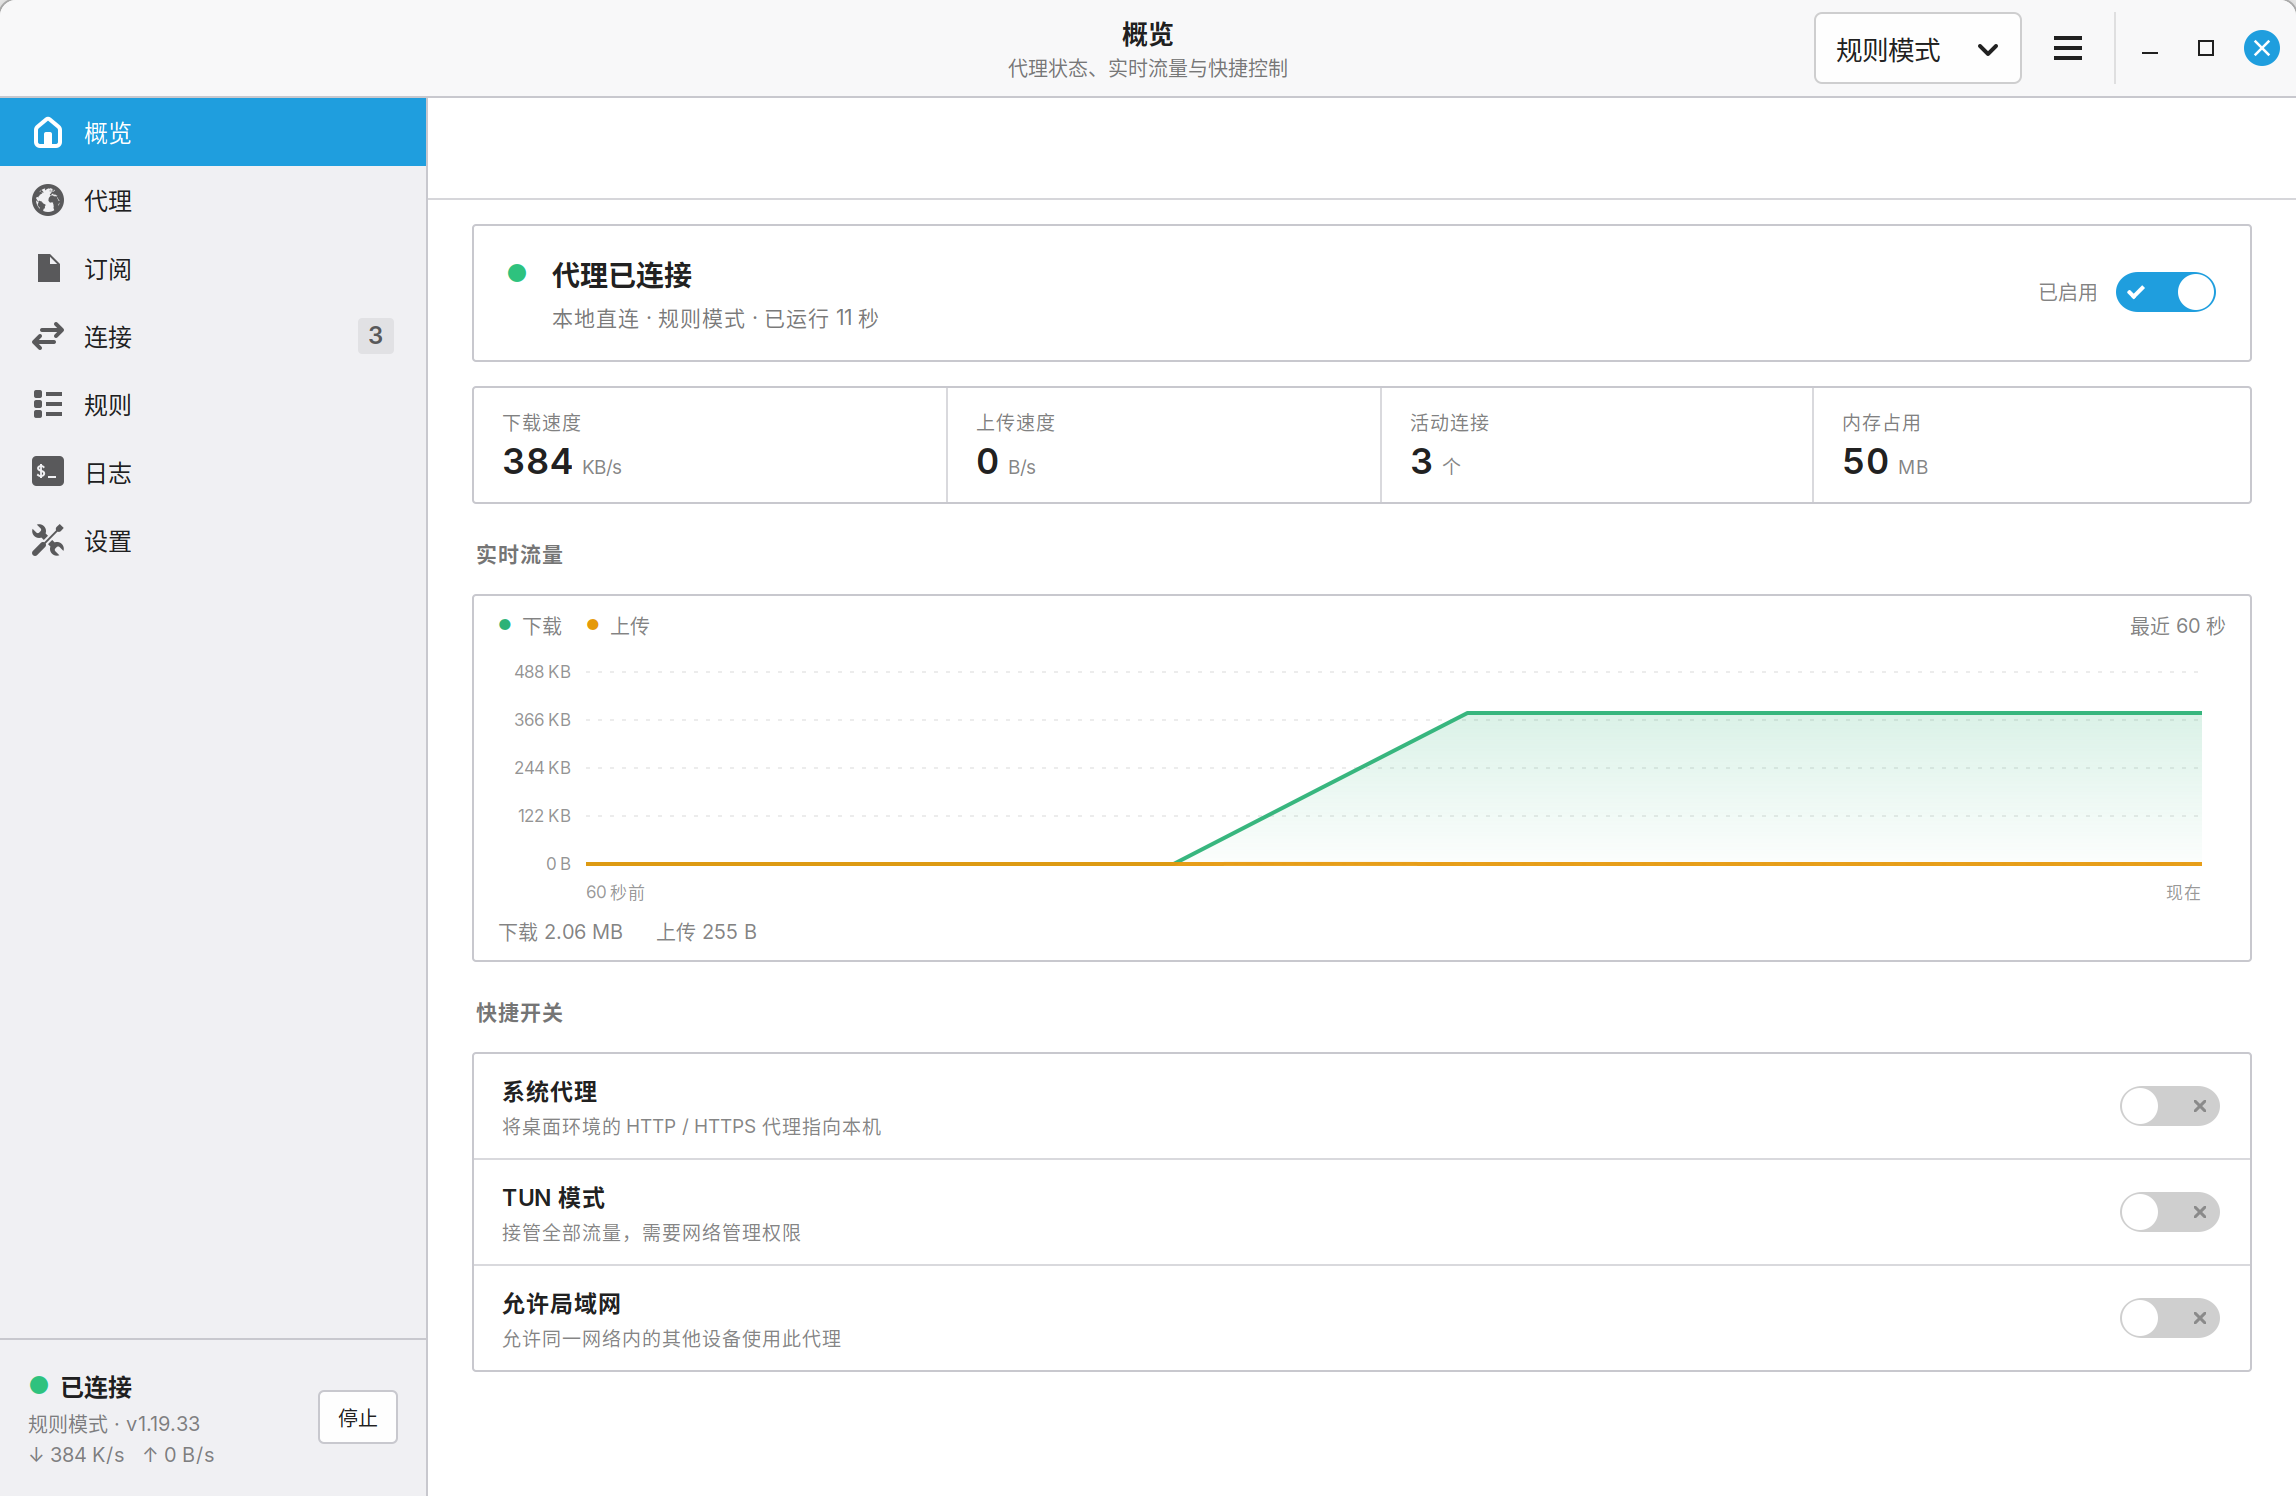 概览
代理状态、实时流量与快捷控制
规则模式
概览
代理
订阅
连接
3
规则
日志
设置
代理已连接
本地直连 · 规则模式 · 已运行 11 秒
已启用
下载速度
384 KB/s
上传速度
0 B/s
活动连接
3 个
内存占用
50 MB
实时流量
下载
上传
最近 60 秒
488 KB
366 KB
244 KB
122 KB
0 B
60 秒前
现在
下载 2.06 MB
上传 255 B
快捷开关
系统代理
将桌面环境的 HTTP / HTTPS 代理指向本机
TUN 模式
接管全部流量，需要网络管理权限
允许局域网
允许同一网络内的其他设备使用此代理
已连接
规则模式 · v1.19.33
↓ 384 K/s ↑ 0 B/s
停止